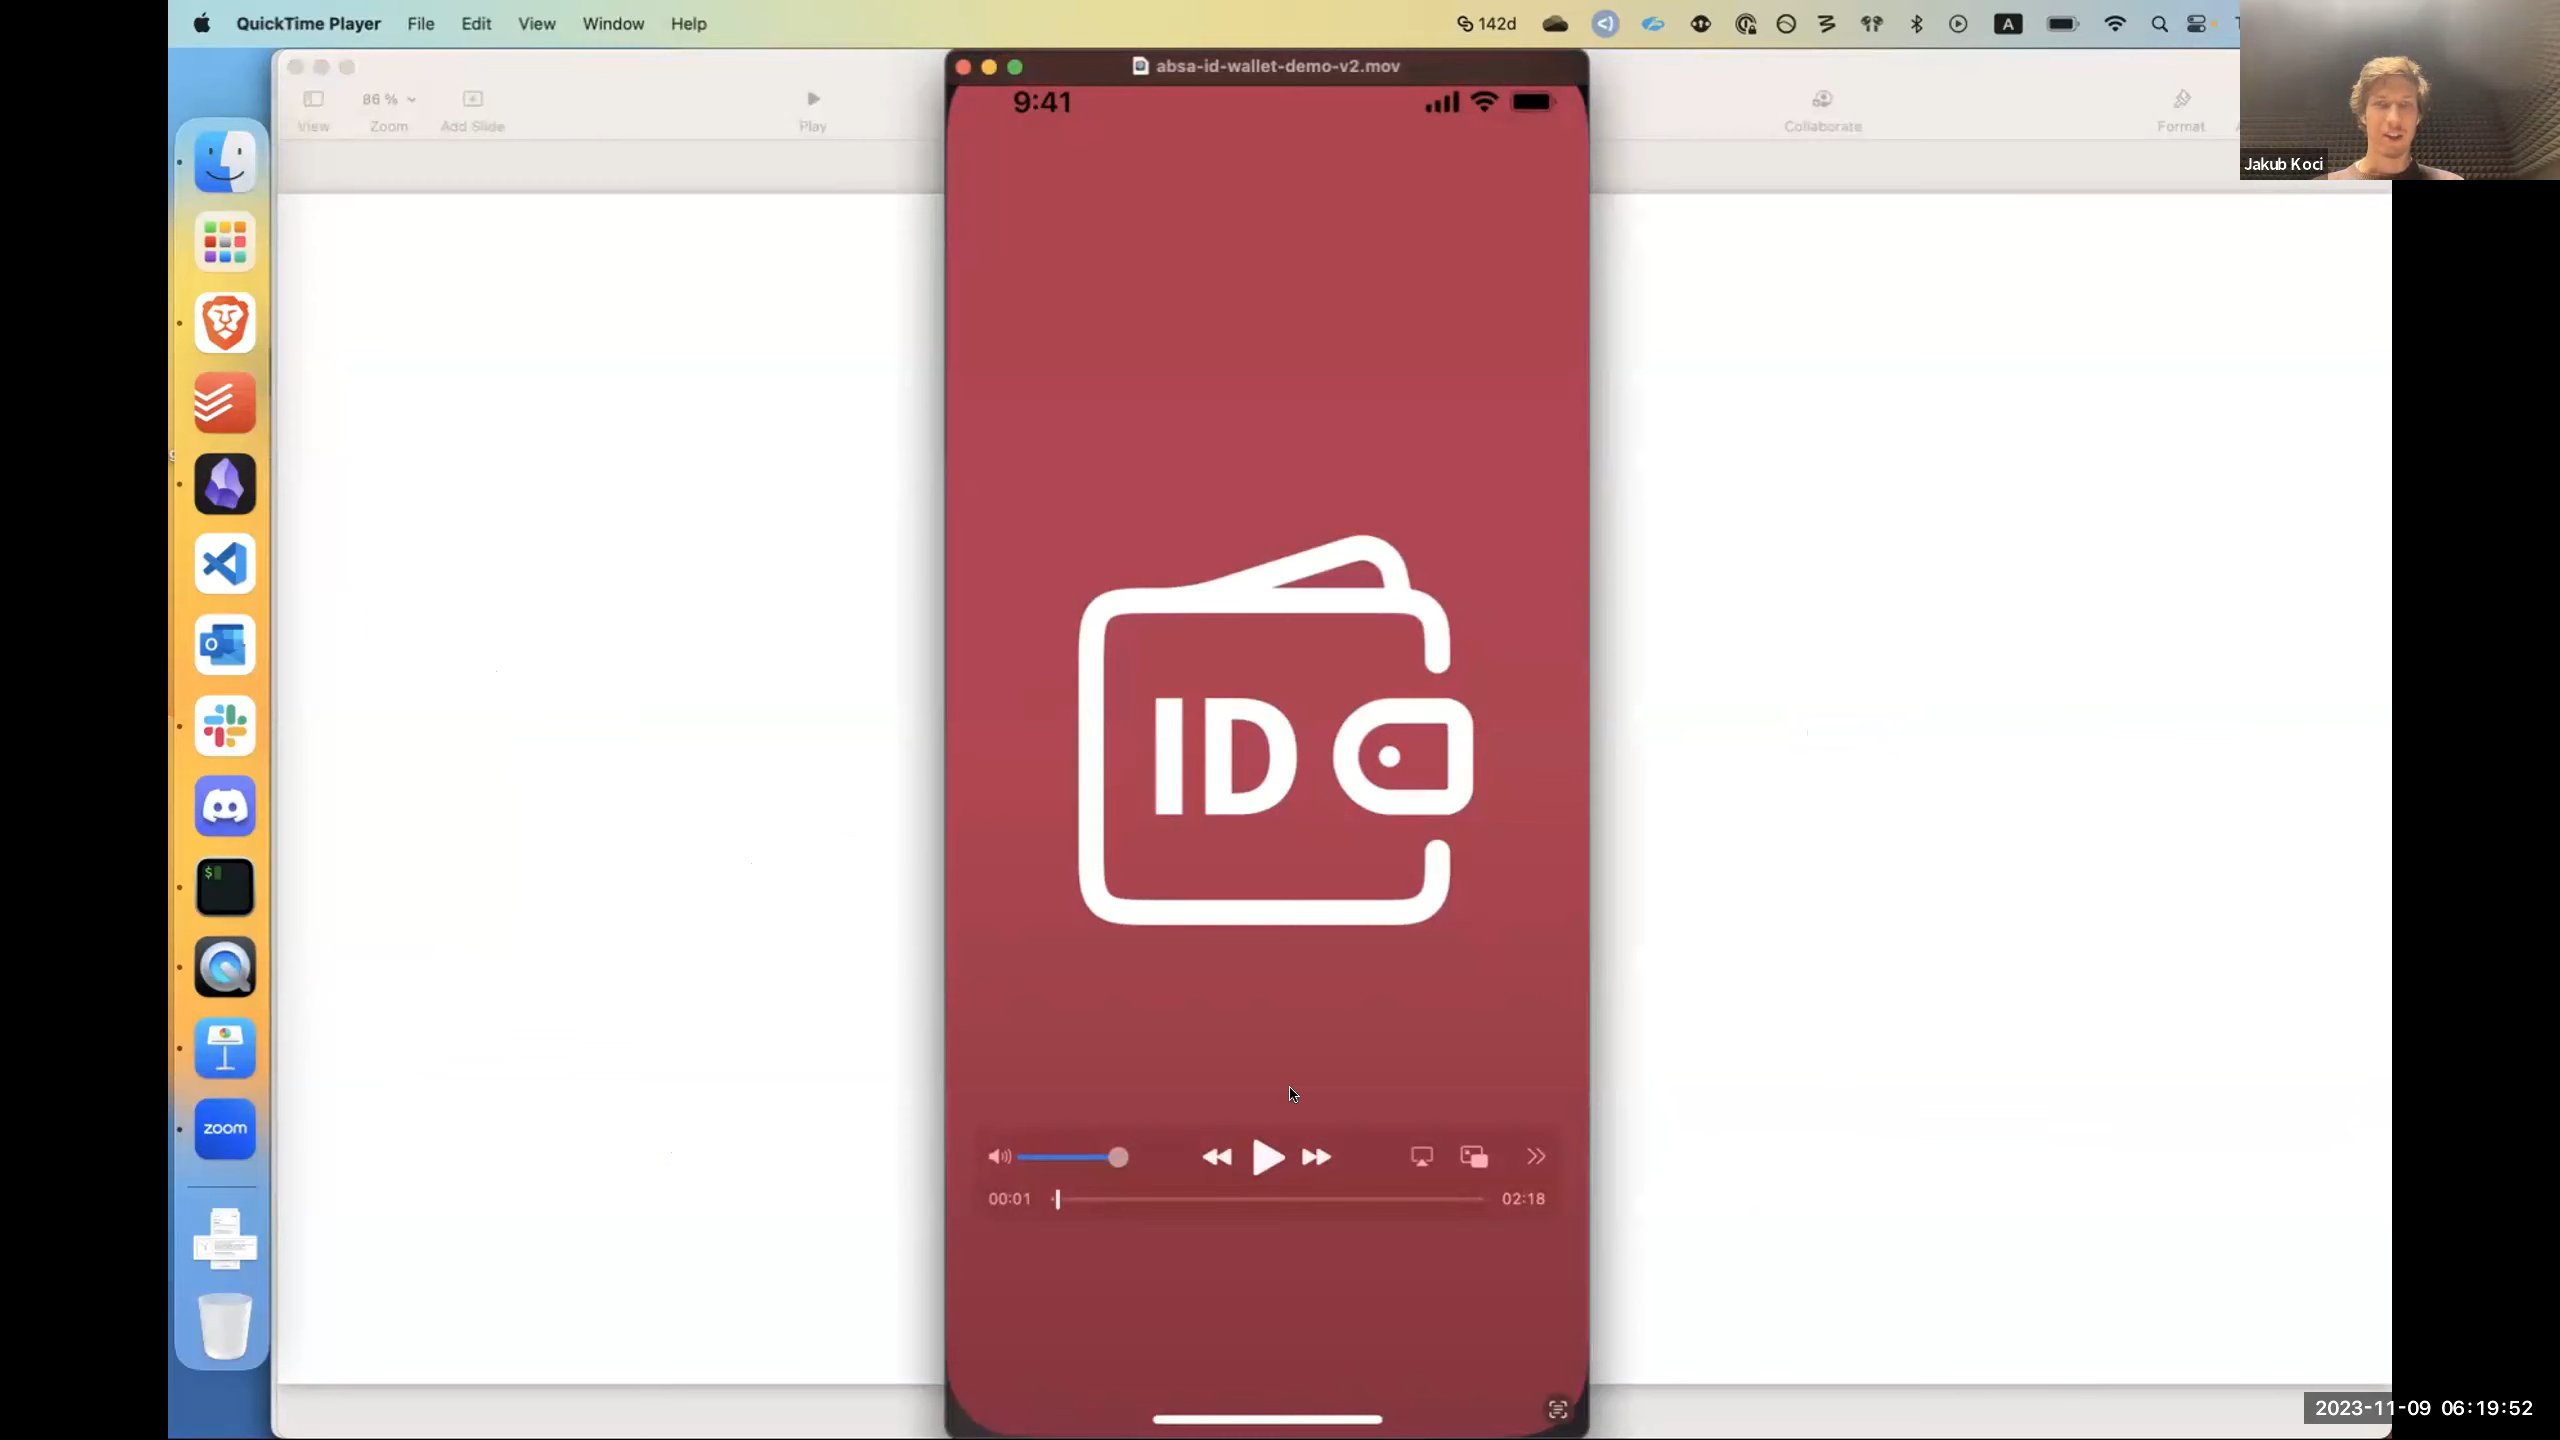 QuickTime Player File Edit View Window Help 142d A
absa-id-wallet-demo-v2.mov
9:41
86 %
View Zoom Add Slide Play Collaborate Format
Jakub Koci
$
ID
zoom
00:01 02:18
2023-11-09 06:19:52